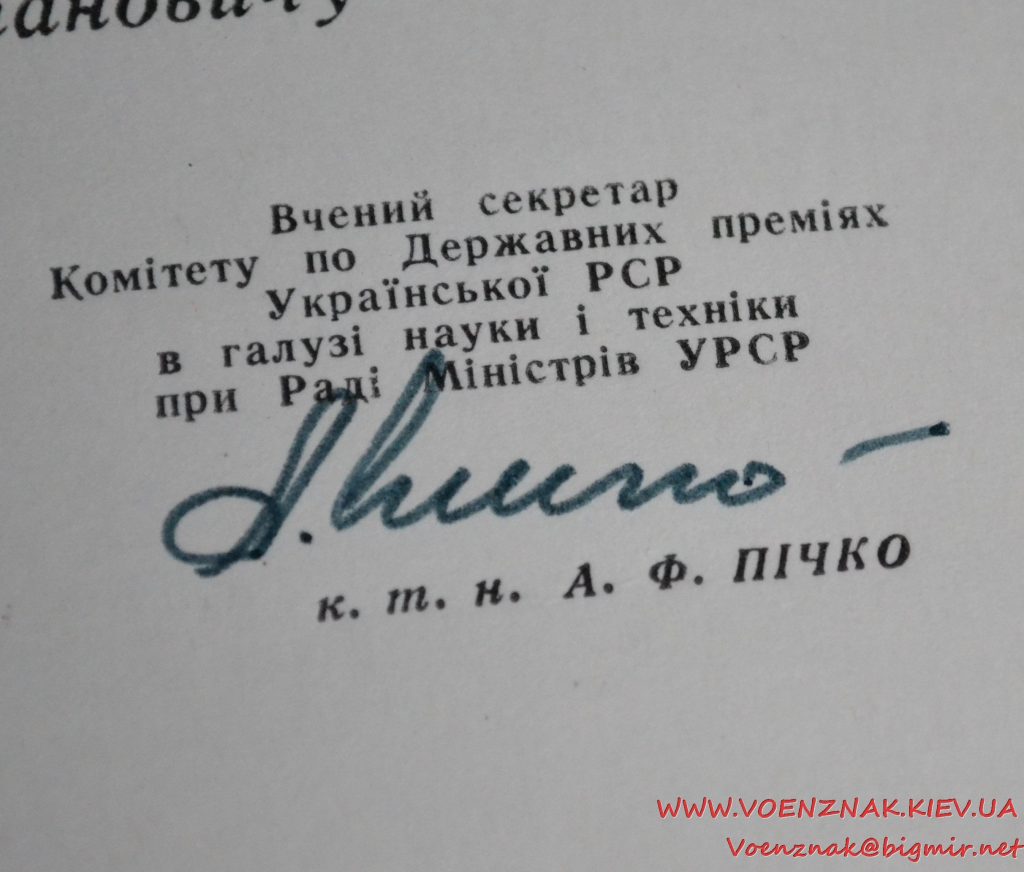 Вчений секретар
Комітету по Державних преміях
Української РСР
в галузі науки і техніки
при Раді Міністрів УРСР
к. т. н. А. Ф. ПІЧКО
WWW.VOENZNAK.KIEV.UA
Voenznak@bigmir.net